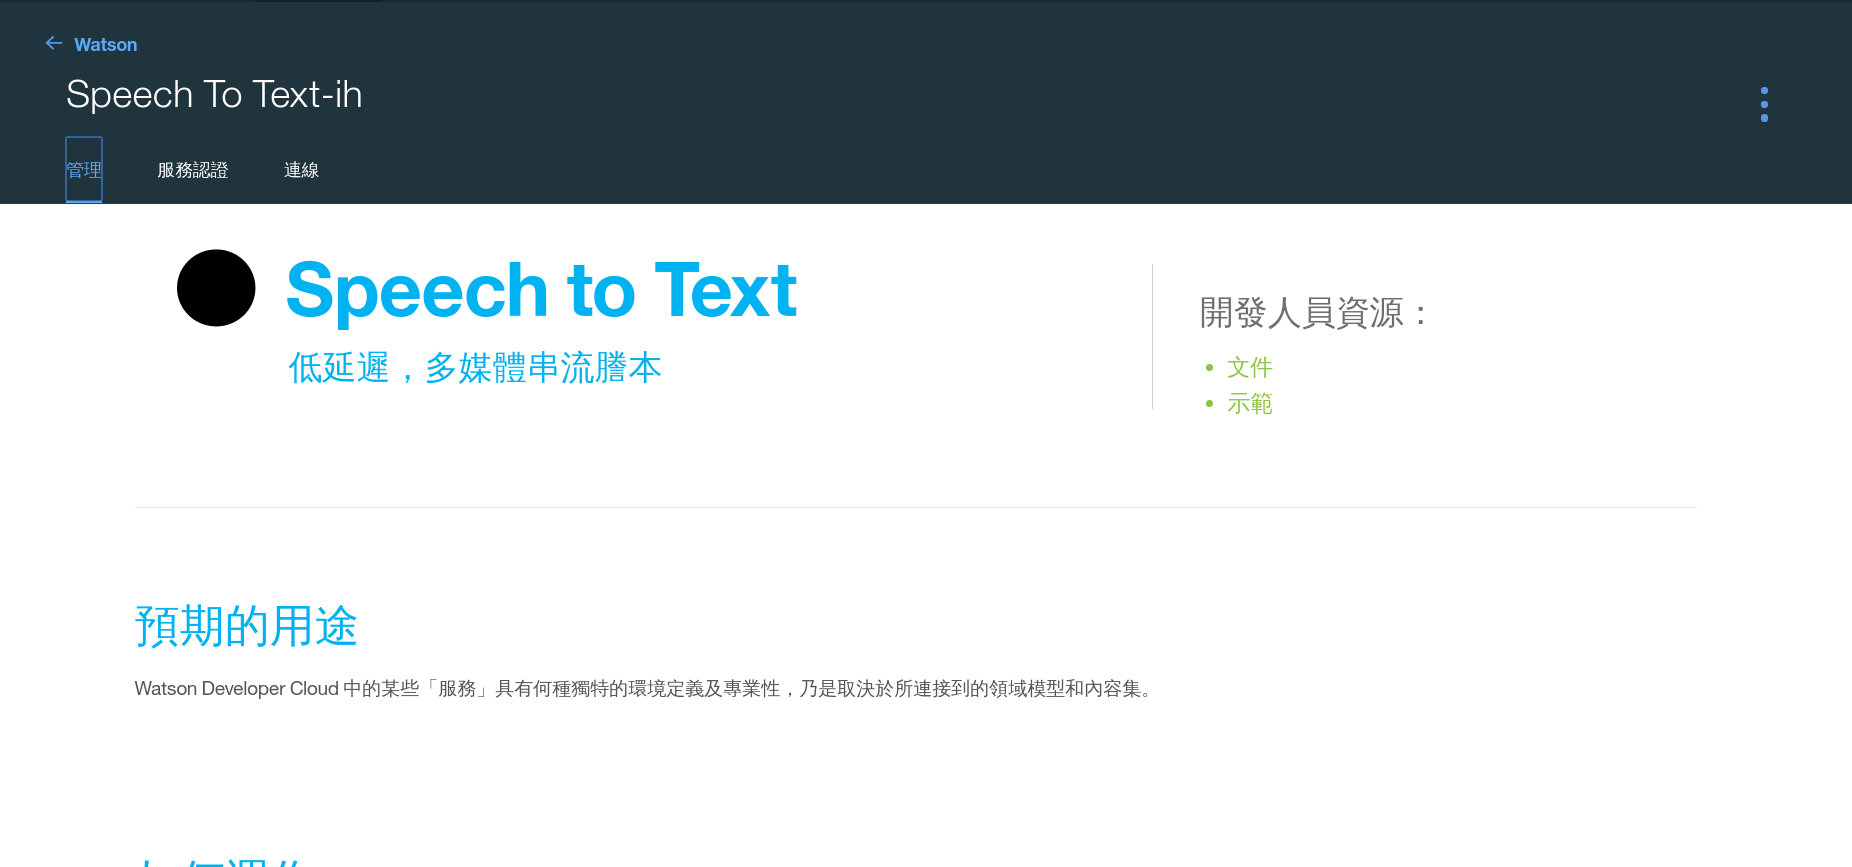 Watson
Speech To Text-ih
管理 服務認證 連線
Speech to Text
低延遲，多媒體串流謄本
開發人員資源：
文件
示範
預期的用途
Watson Developer Cloud 中的某些「服務」具有何種獨特的環境定義及專業性，乃是取決於所連接到的領域模型和內容集。